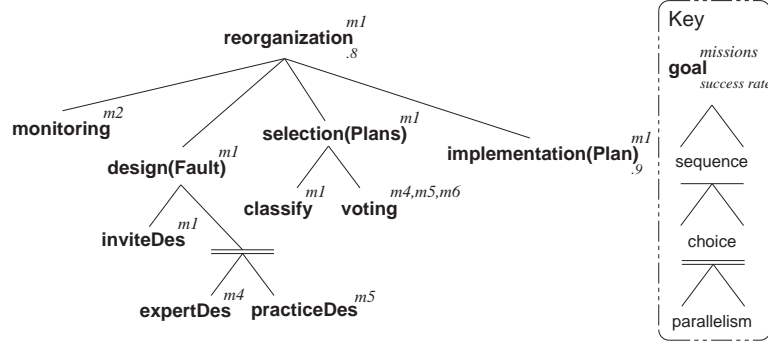 reorganization m1 .8
monitoring m2
design(Fault) m1
selection(Plans) m1
implementation(Plan) m1 .9
inviteDes m1
classify m1
voting m4,m5,m6
expertDes m4
practiceDes m5
Key
goal missions success rate
sequence
choice
parallelism